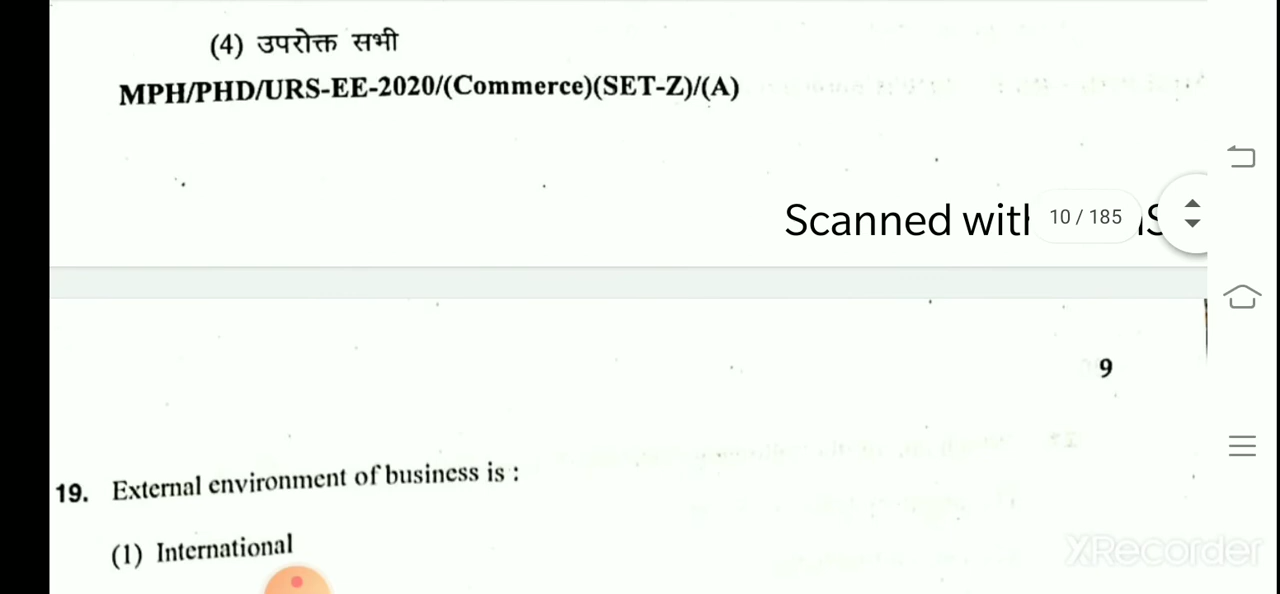 (4) उपरोक्त सभी
MPH/PHD/URS-EE-2020/(Commerce)(SET-Z)/(A)
Scanned with
10 / 185
9
19. External environment of business is :
(1) International
XRecorder